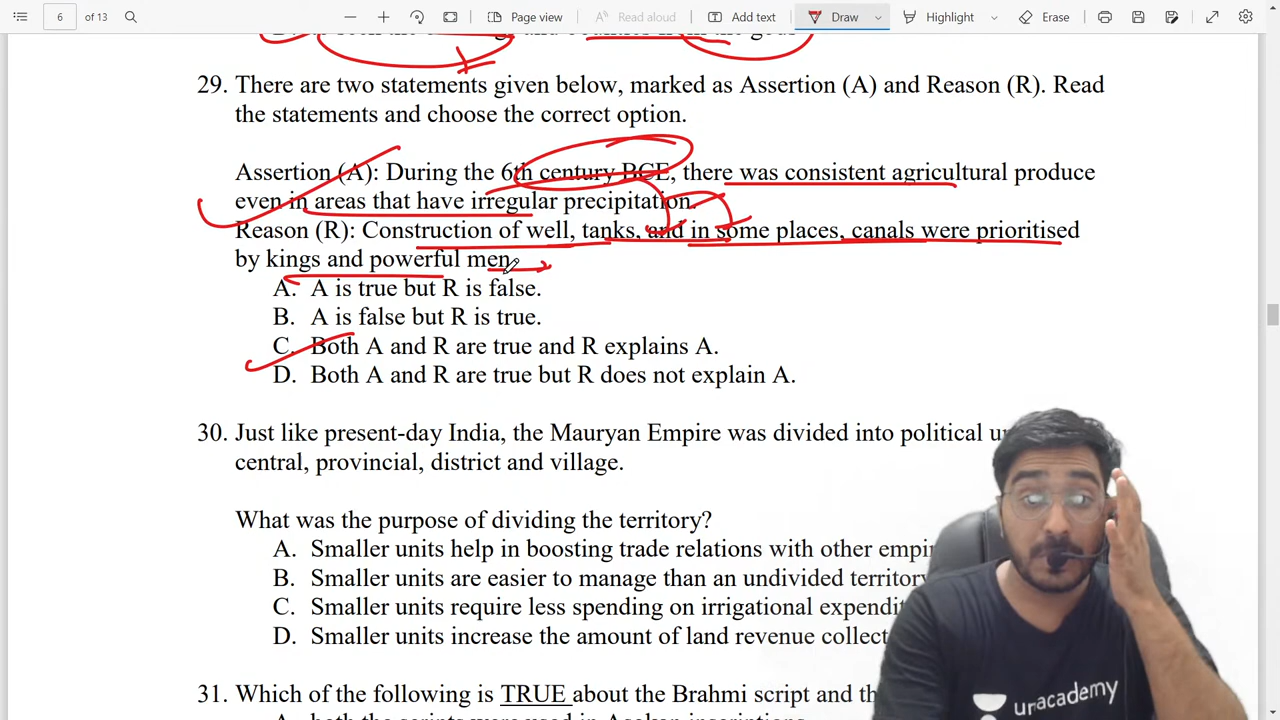 6 of 13
Page view
Read aloud
Add text
Draw
Highlight
Erase
29. There are two statements given below, marked as Assertion (A) and Reason (R). Read
the statements and choose the correct option.
Assertion (A): During the 6th century BCE, there was consistent agricultural produce
even in areas that have irregular precipitation.
Reason (R): Construction of well, tanks, and in some places, canals were prioritised
by kings and powerful men.
A. A is true but R is false.
B. A is false but R is true.
C. Both A and R are true and R explains A.
D. Both A and R are true but R does not explain A.
30. Just like present-day India, the Mauryan Empire was divided into political
central, provincial, district and village.
What was the purpose of dividing the territory?
A. Smaller units help in boosting trade relations with other
B. Smaller units are easier to manage than an undivided territory
C. Smaller units require less spending on irrigational
D. Smaller units increase the amount of land revenue
31. Which of the following is TRUE about the Brahmi script and
unacademy